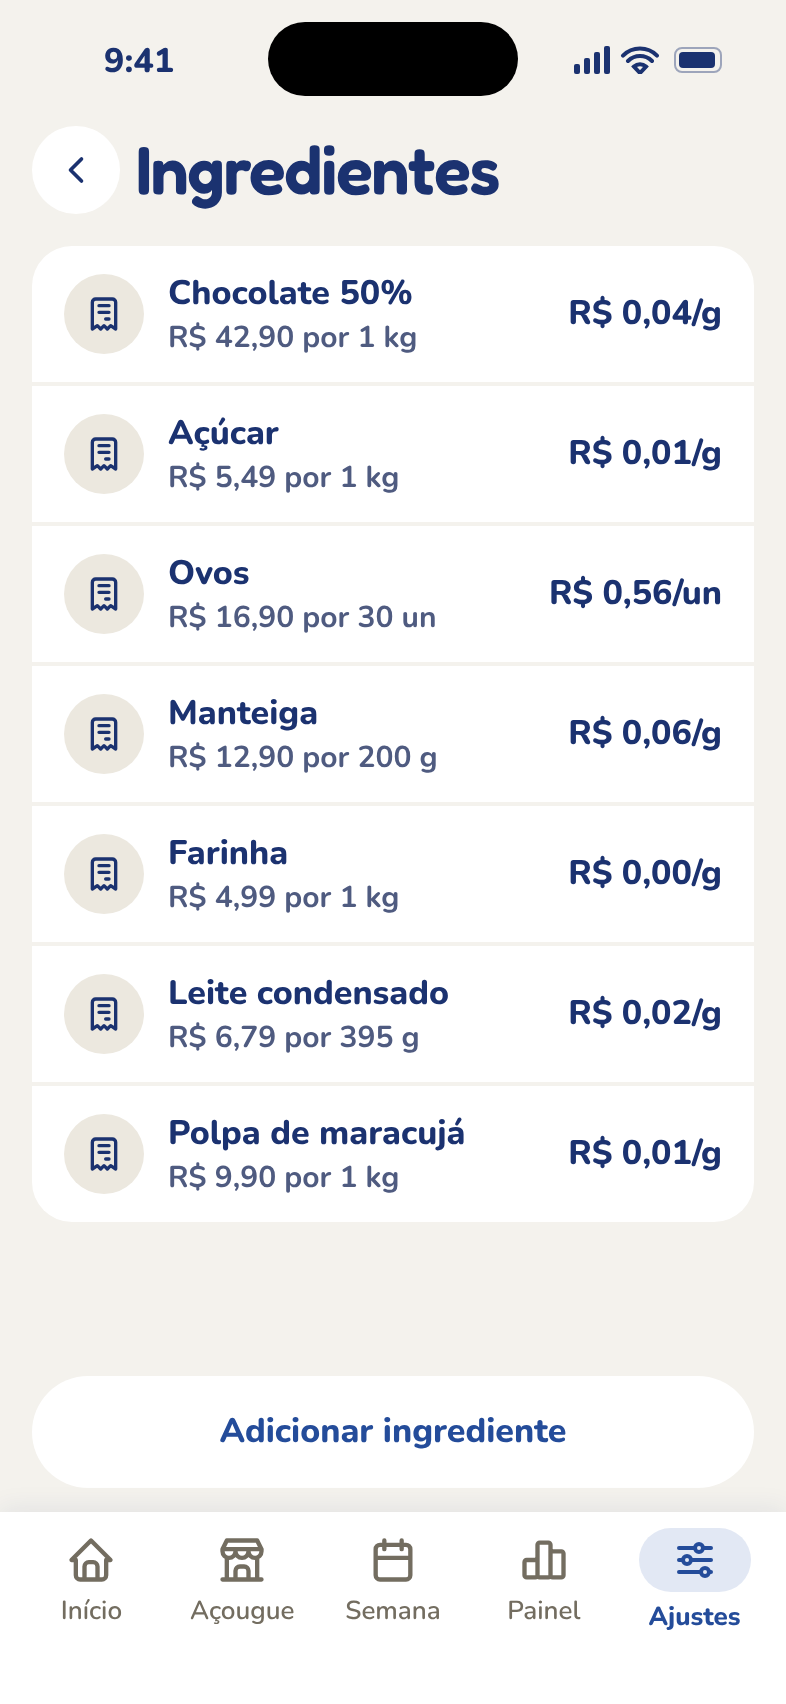 9:41
Ingredientes
Chocolate 50%
R$ 42,90 por 1 kg
R$ 0,04/g
Açúcar
R$ 5,49 por 1 kg
R$ 0,01/g
Ovos
R$ 16,90 por 30 un
R$ 0,56/un
Manteiga
R$ 12,90 por 200 g
R$ 0,06/g
Farinha
R$ 4,99 por 1 kg
R$ 0,00/g
Leite condensado
R$ 6,79 por 395 g
R$ 0,02/g
Polpa de maracujá
R$ 9,90 por 1 kg
R$ 0,01/g
Adicionar ingrediente
Início
Açougue
Semana
Painel
Ajustes